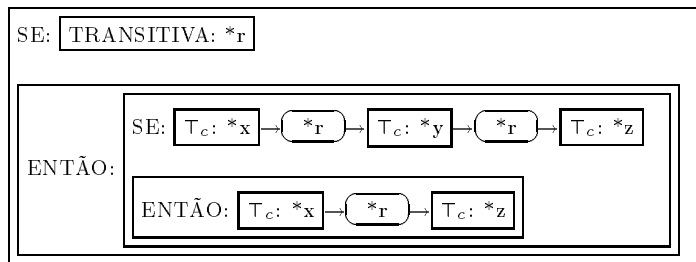 SE: TRANSITIVA: *r
SE: ⊤c: *x → *r → ⊤c: *y → *r → ⊤c: *z
ENTÃO:
ENTÃO: ⊤c: *x → *r → ⊤c: *z